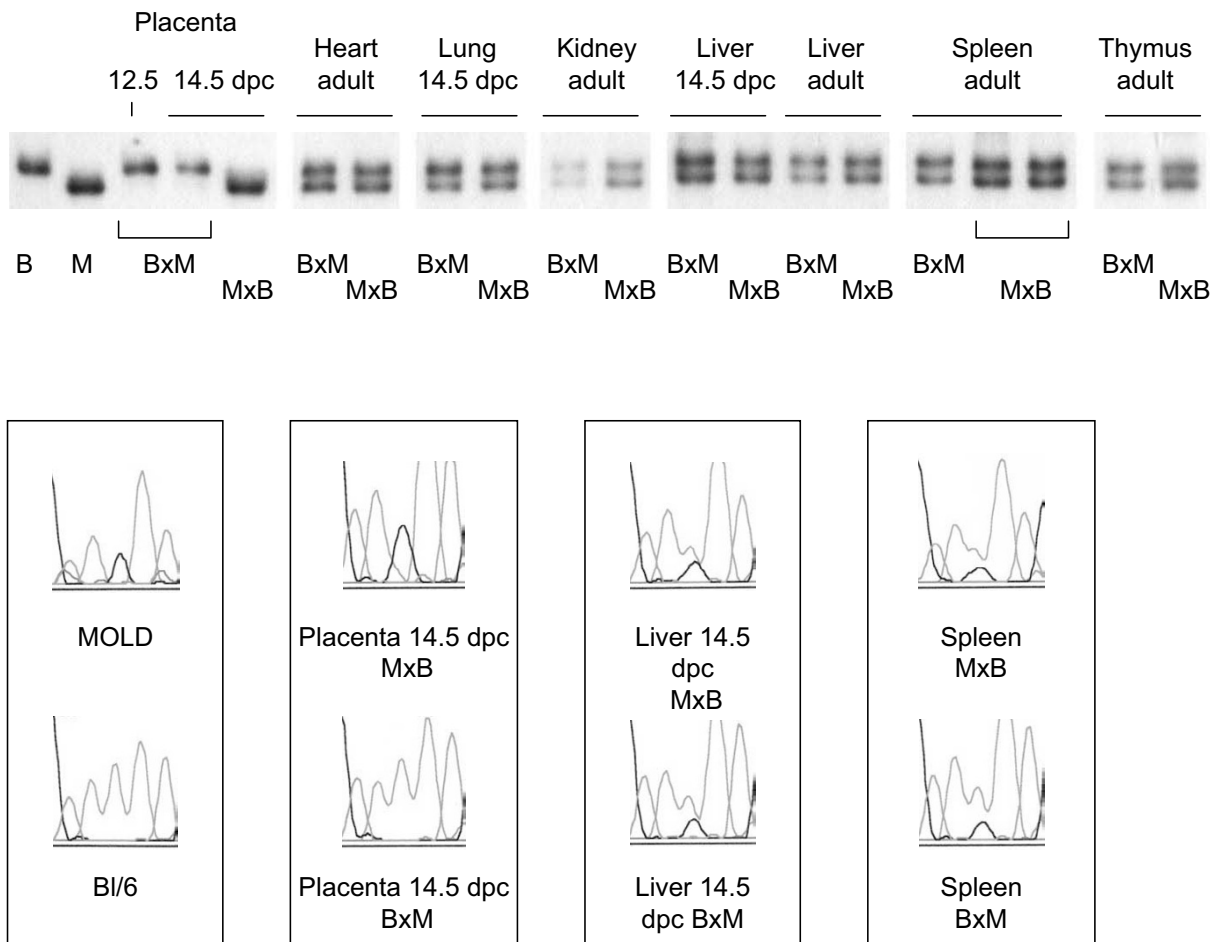 Placenta
12.5 14.5 dpc
Heart
adult
Lung
14.5 dpc
Kidney
adult
Liver
14.5 dpc
Liver
adult
Spleen
adult
Thymus
adult
B M BxM MxB
BxM MxB
BxM MxB
BxM MxB
BxM MxB
BxM MxB
BxM MxB
BxM MxB
MOLD
Placenta 14.5 dpc
MxB
Liver 14.5
dpc
MxB
Spleen
MxB
Bl/6
Placenta 14.5 dpc
BxM
Liver 14.5
dpc BxM
Spleen
BxM